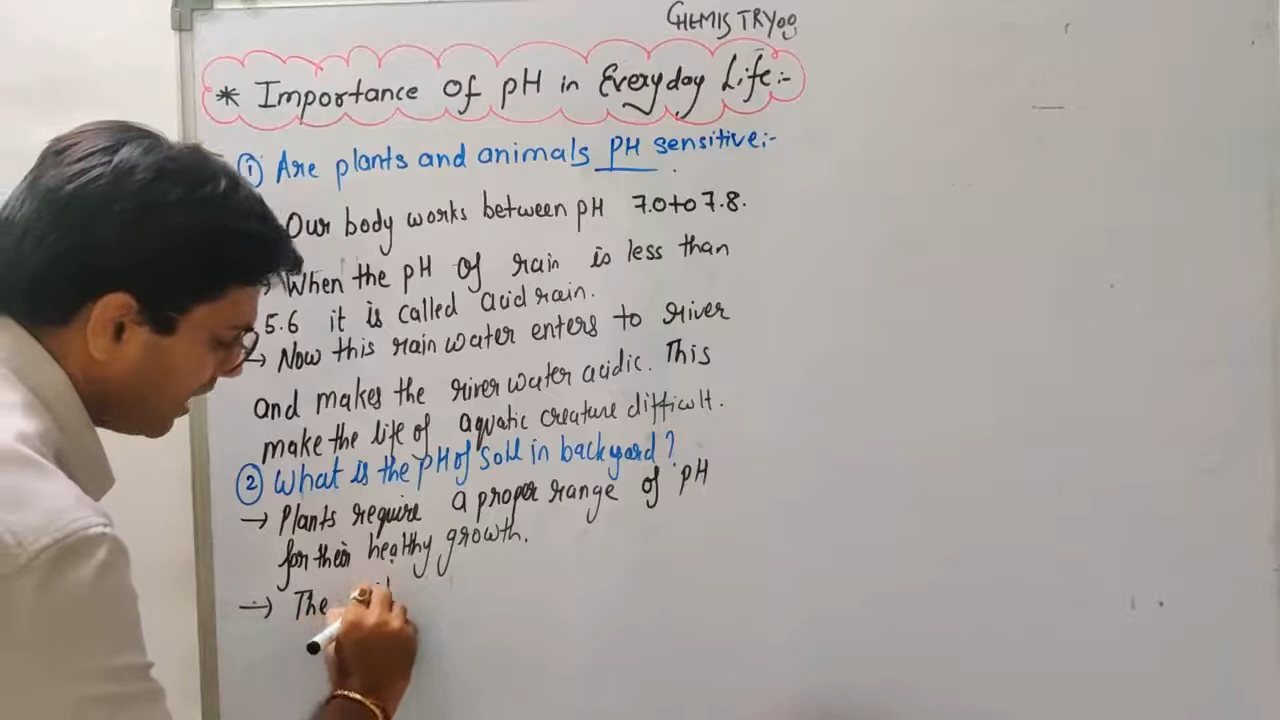 CHEMISTRY
* Importance of pH in Everyday Life:-
① Are plants and animals PH sensitive:-
Our body works between pH 7.0 to 7.8.
→ When the pH of rain is less than
5.6 it is called acid rain.
→ Now this rain water enters to river
and makes the river water acidic. This
make the life of aquatic creature difficult.
② What is the pH of soil in backyard?
→ Plants require a proper range of pH
for their healthy growth.
→ The